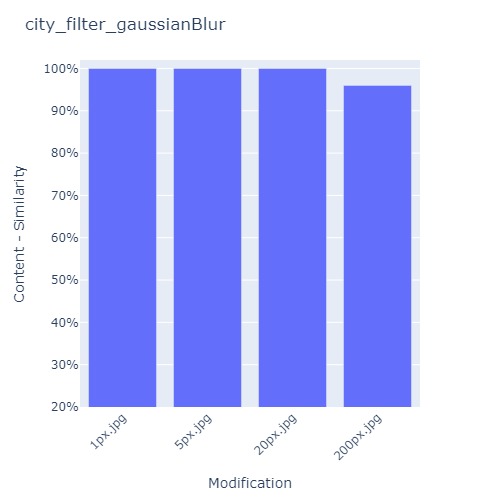 city_filter_gaussianBlur
100%
90%
80%
70%
60%
50%
40%
30%
20%
Content - Similarity
1px.jpg
5px.jpg
20px.jpg
200px.jpg
Modification